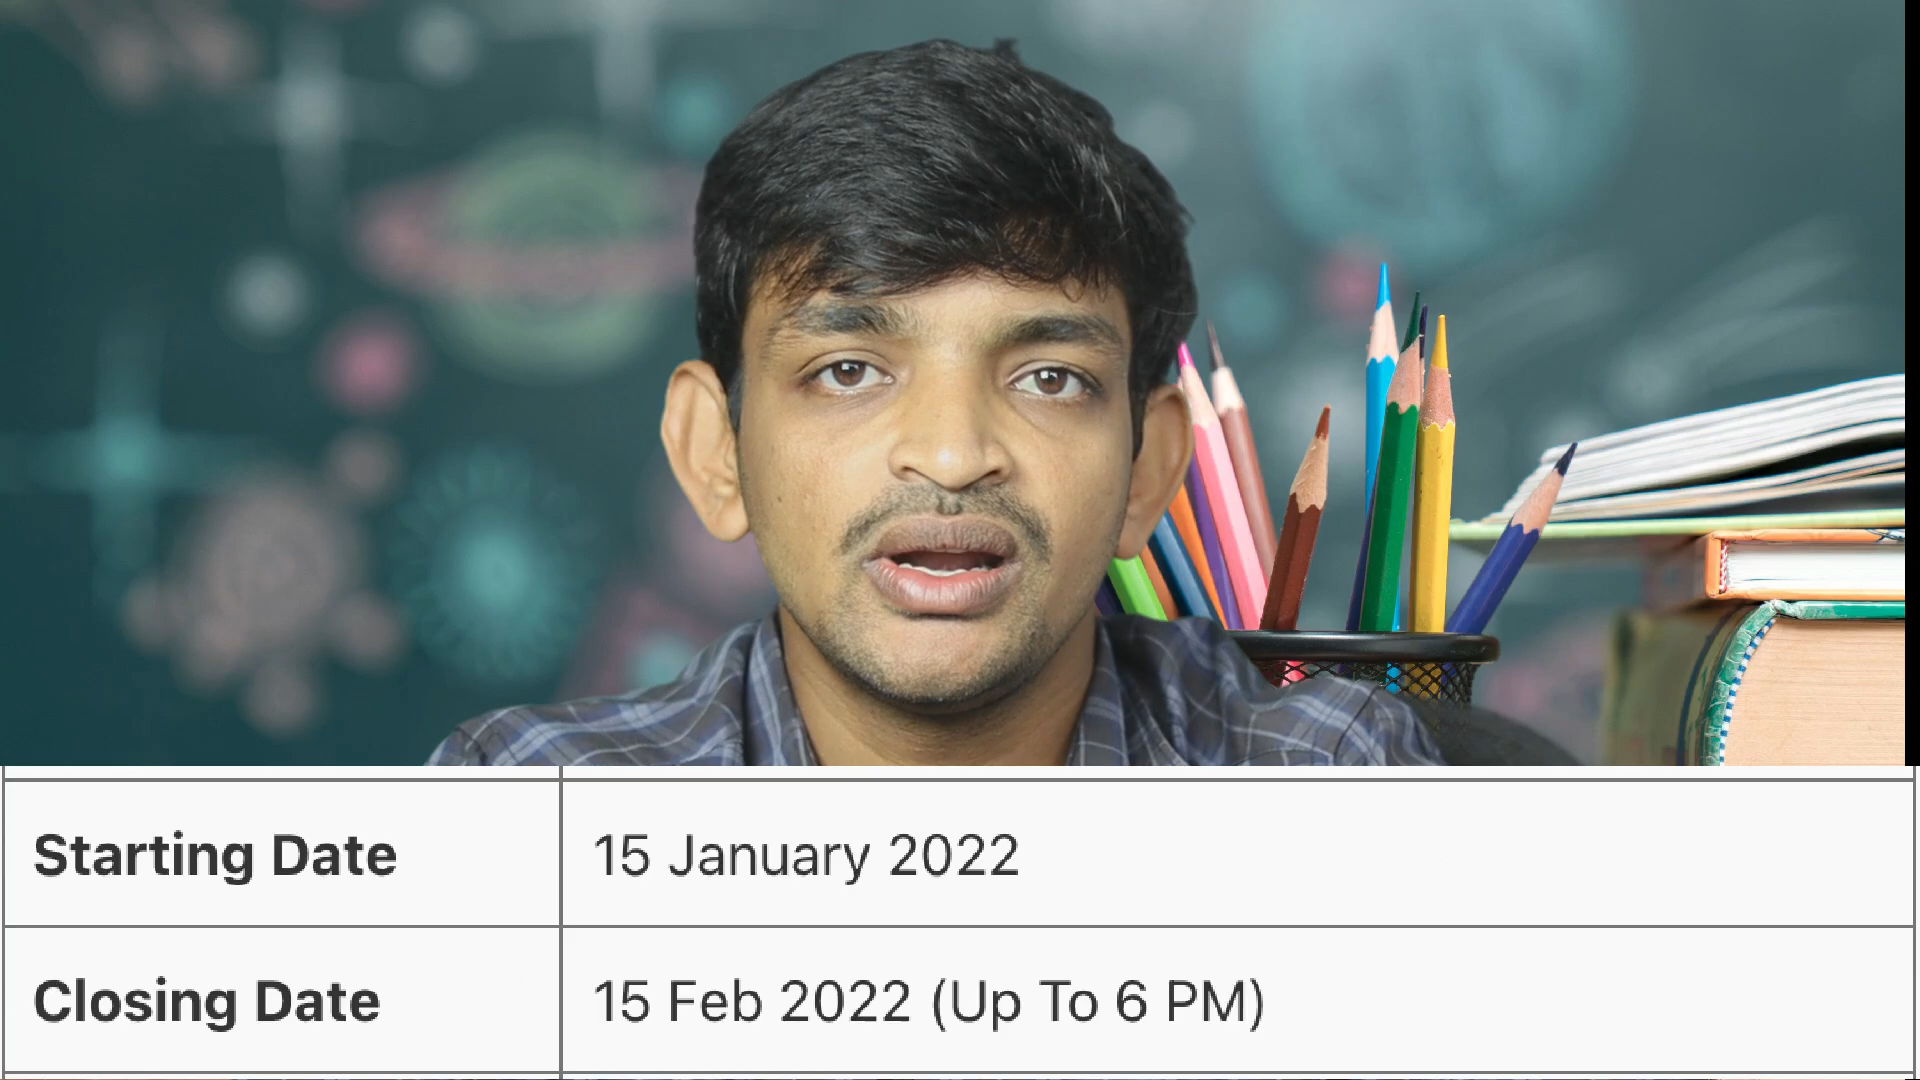 Starting Date 15 January 2022
Closing Date 15 Feb 2022 (Up To 6 PM)